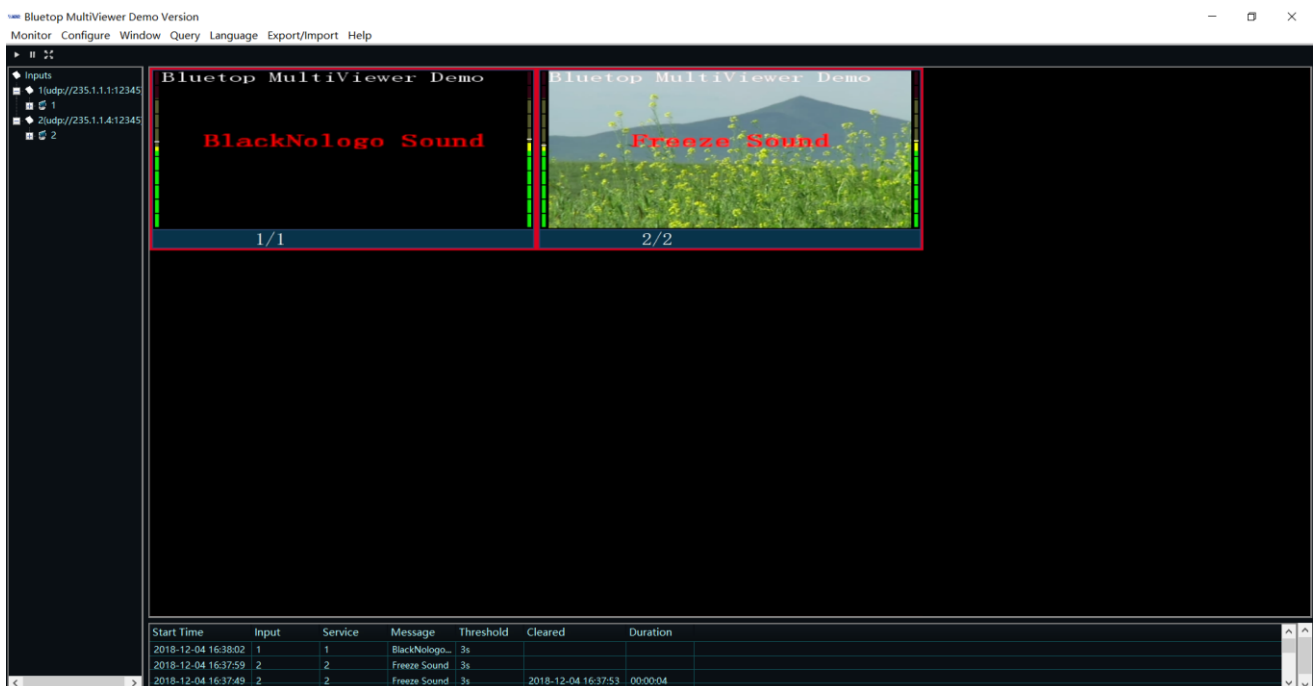 Bluetop MultiViewer Demo Version
Monitor Configure Window Query Language Export/Import Help
Inputs
1(udp://235.1.1.1:12345
1
2(udp://235.1.1.4:12345
2
Bluetop MultiViewer Demo
BlackNologo Sound
1/1
Bluetop MultiViewer Demo
Freeze Sound
2/2
Start Time Input Service Message Threshold Cleared Duration
2018-12-04 16:38:02 1 1 BlackNologo... 3s
2018-12-04 16:37:59 2 2 Freeze Sound 3s
2018-12-04 16:37:49 2 2 Freeze Sound 3s 2018-12-04 16:37:53 00:00:04